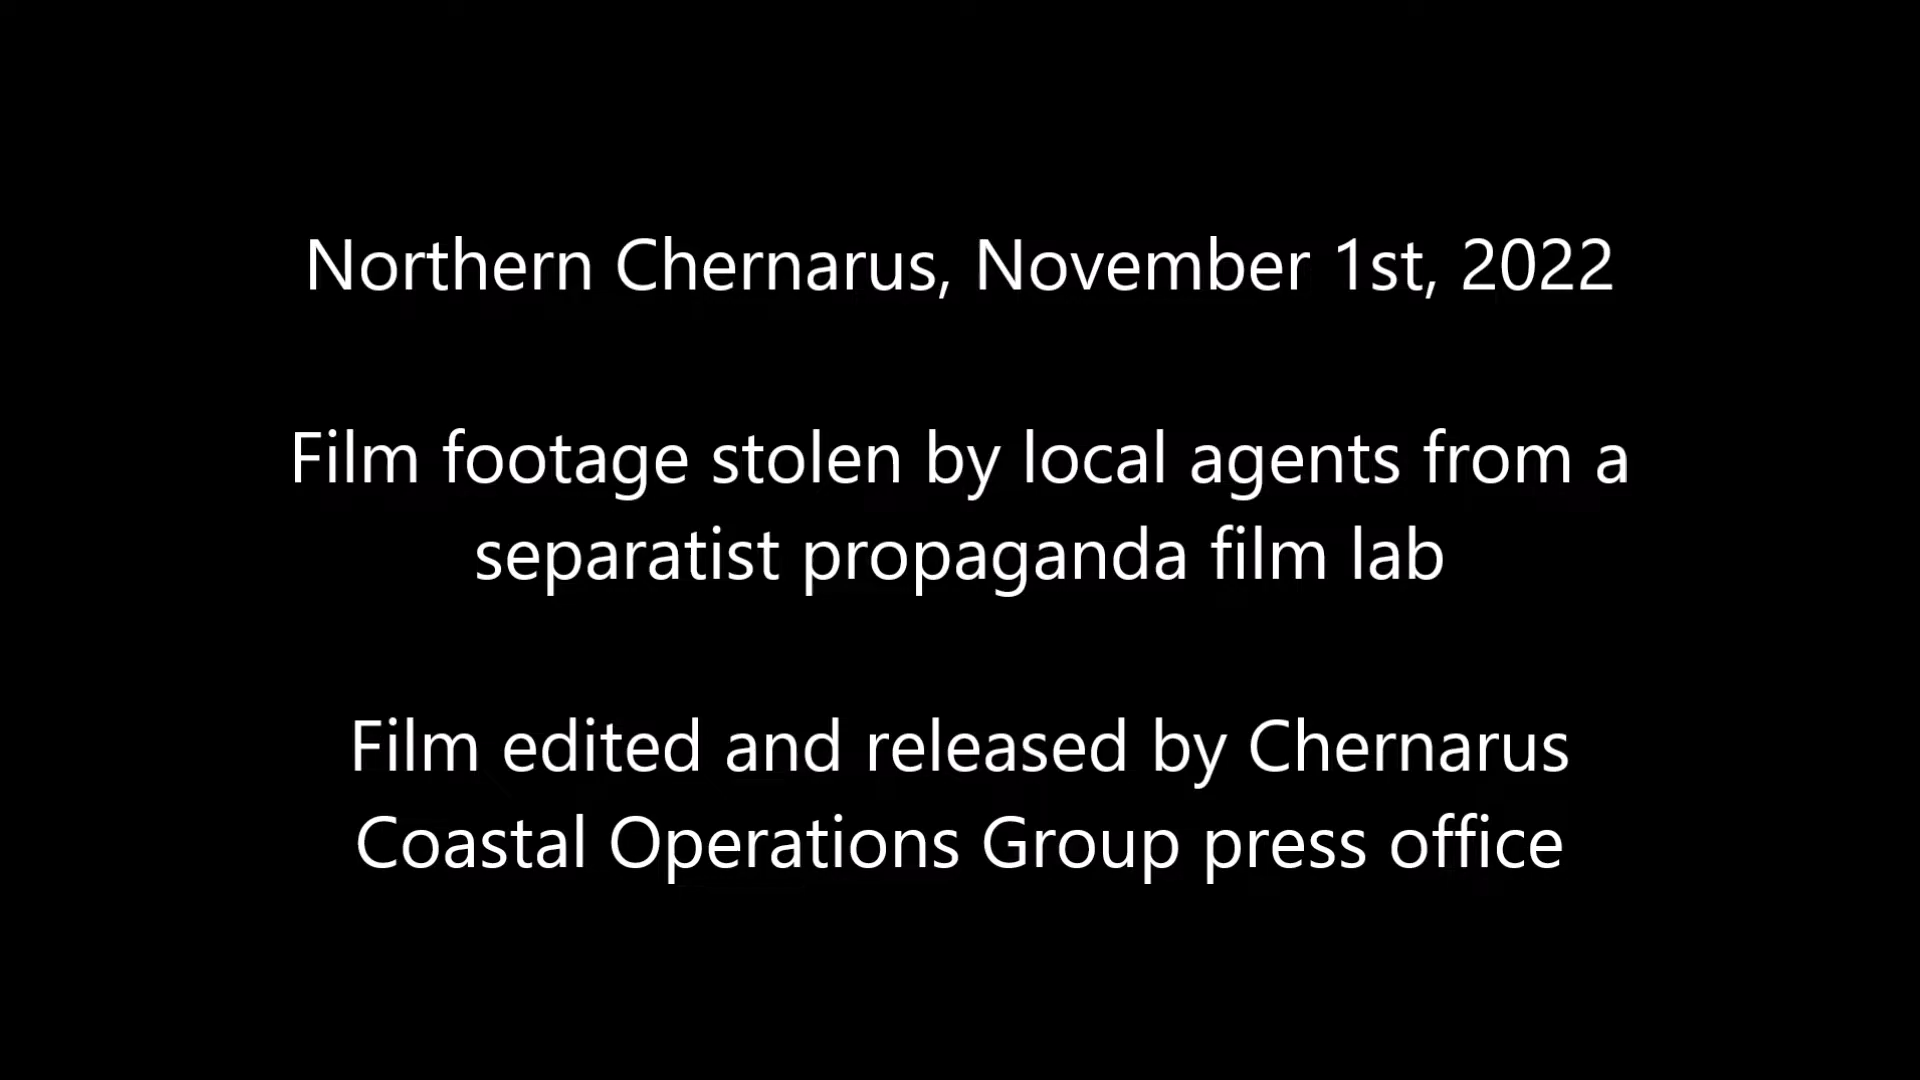 Northern Chernarus, November 1st, 2022
Film footage stolen by local agents from a
separatist propaganda film lab
Film edited and released by Chernarus
Coastal Operations Group press office